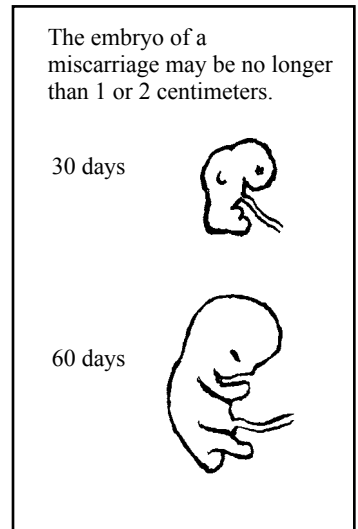 The embryo of a
miscarriage may be no longer
than 1 or 2 centimeters.
30 days
60 days